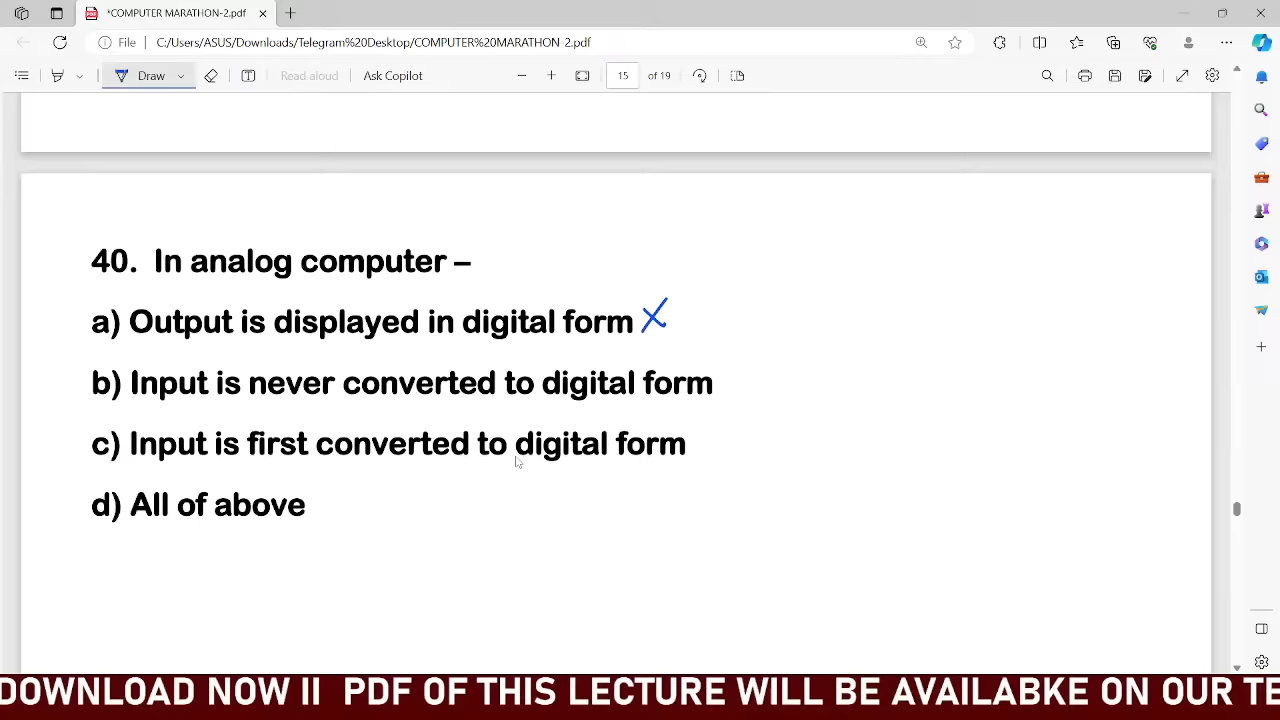 *COMPUTER MARATHON-2.pdf
File C:/Users/ASUS/Downloads/Telegram%20Desktop/COMPUTER%20MARATHON-2.pdf
Draw Read aloud Ask Copilot 15 of 19
40. In analog computer –
a) Output is displayed in digital form
b) Input is never converted to digital form
c) Input is first converted to digital form
d) All of above
DOWNLOAD NOW II PDF OF THIS LECTURE WILL BE AVAILABKE ON OUR TE